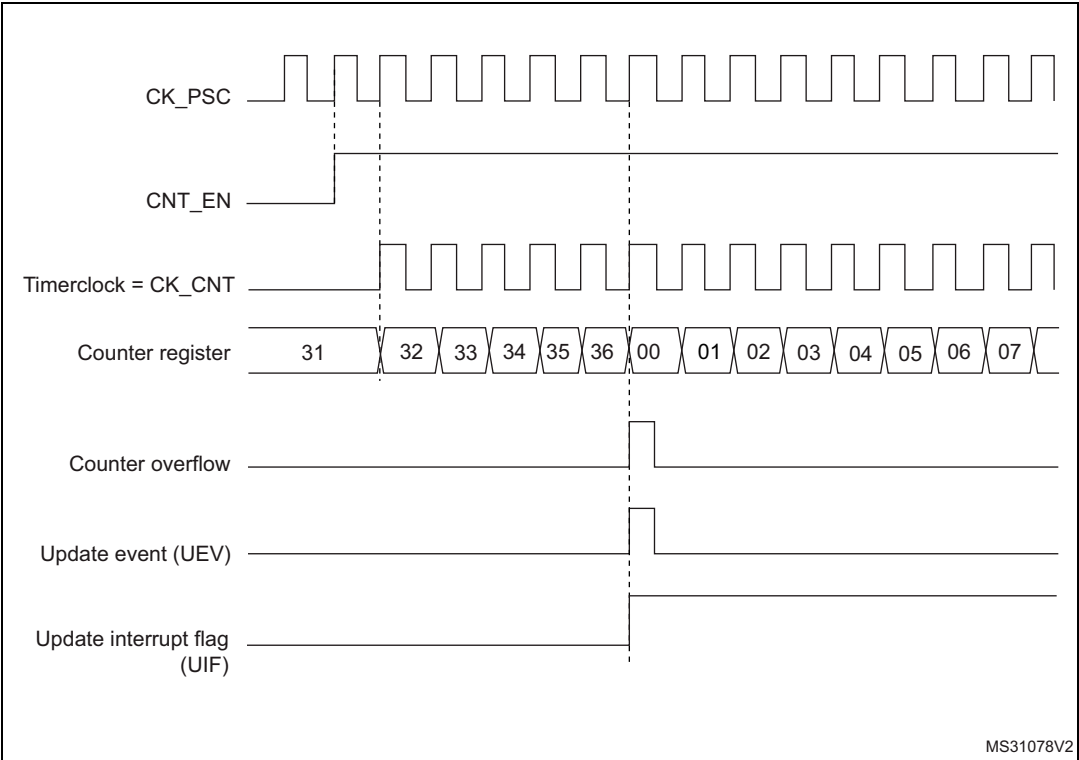 CK_PSC
CNT_EN
Timerclock = CK_CNT
Counter register 31 32 33 34 35 36 00 01 02 03 04 05 06 07
Counter overflow
Update event (UEV)
Update interrupt flag
(UIF)
MS31078V2